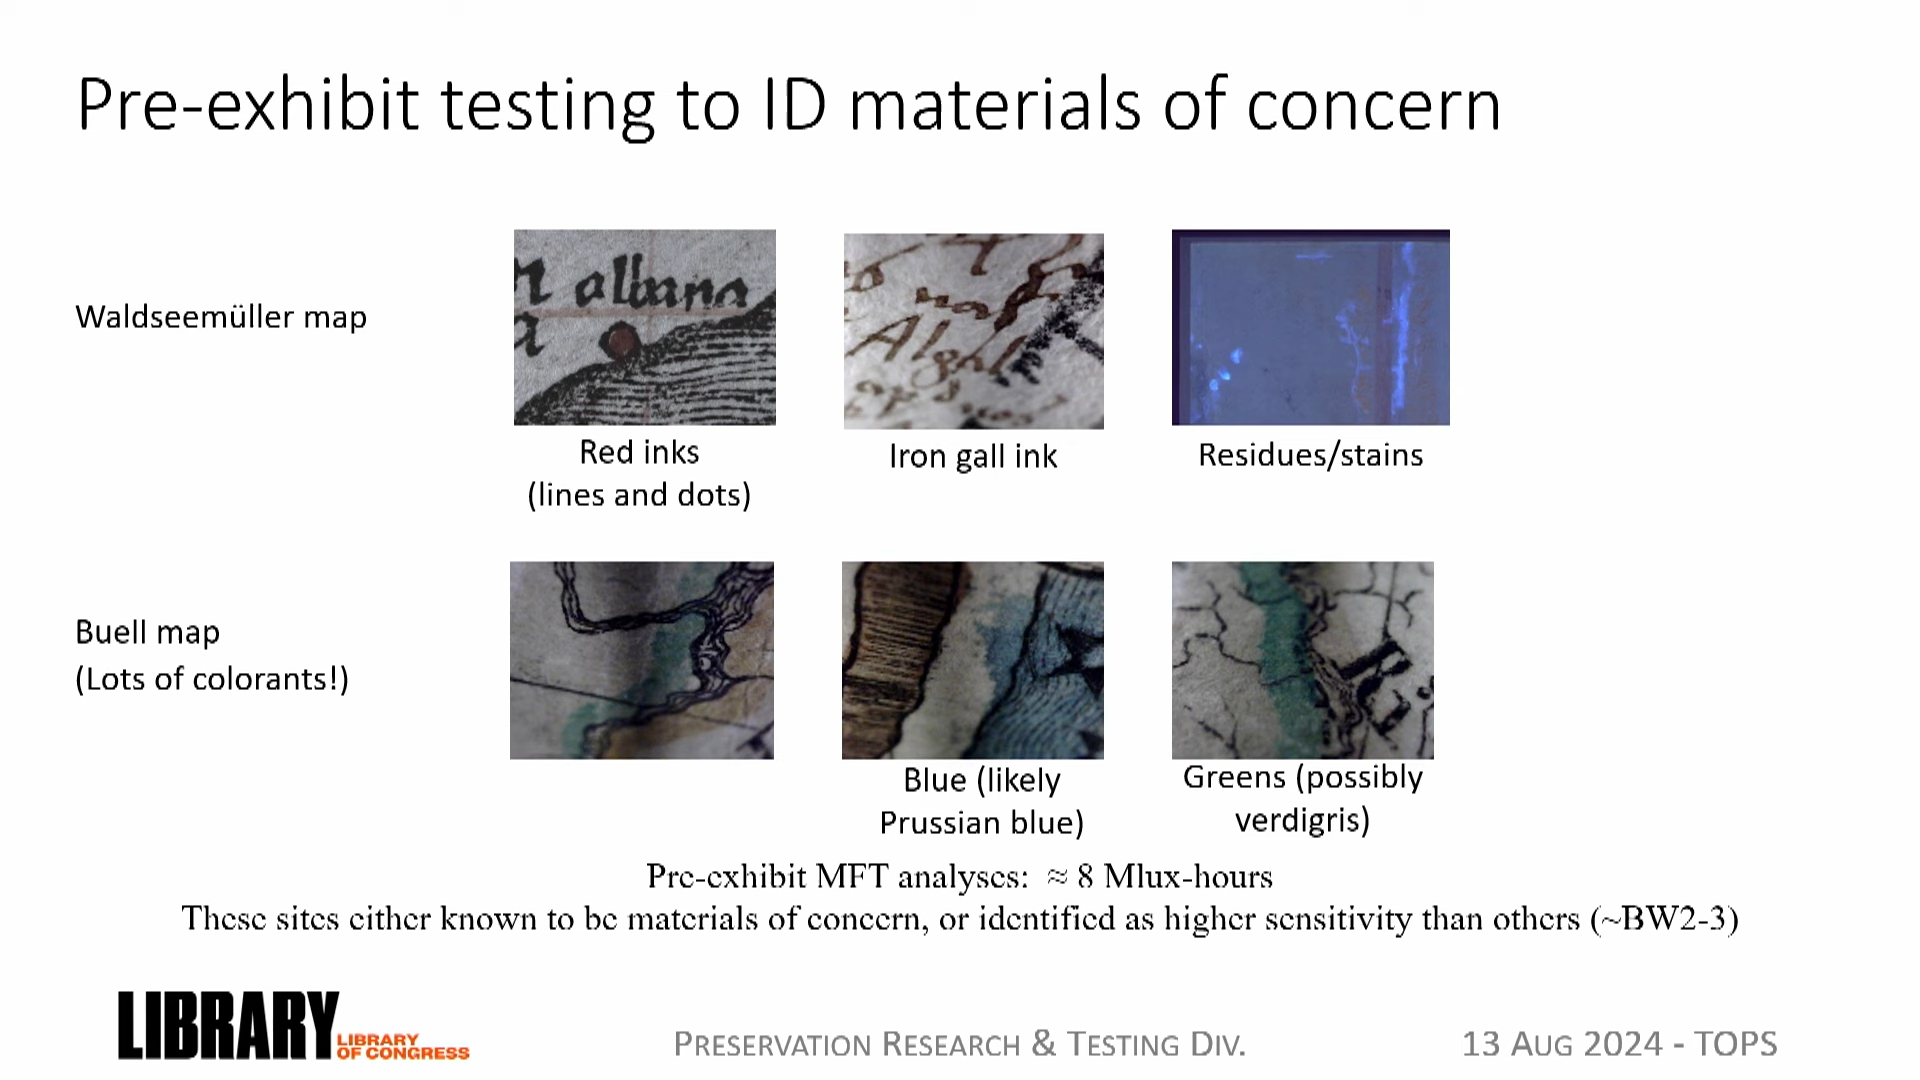 Pre-exhibit testing to ID materials of concern
Waldseemüller map
n albana
a
Red inks
(lines and dots)
Iron gall ink
Residues/stains
Buell map
(Lots of colorants!)
Blue (likely
Prussian blue)
Greens (possibly
verdigris)
Pre-exhibit MFT analyses: ≈ 8 Mlux-hours
These sites either known to be materials of concern, or identified as higher sensitivity than others (~BW2-3)
LIBRARY
LIBRARY
OF CONGRESS
PRESERVATION RESEARCH & TESTING DIV.
13 AUG 2024 - TOPS